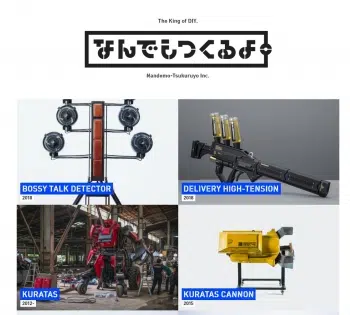 The King of DIY.
なんでもつくるよ。
Nandemo-Tsukuruyo Inc.
BOSSY TALK DETECTOR
2018
DELIVERY HIGH-TENSION
2018
KURATAS
2012-
KURATAS CANNON
2015